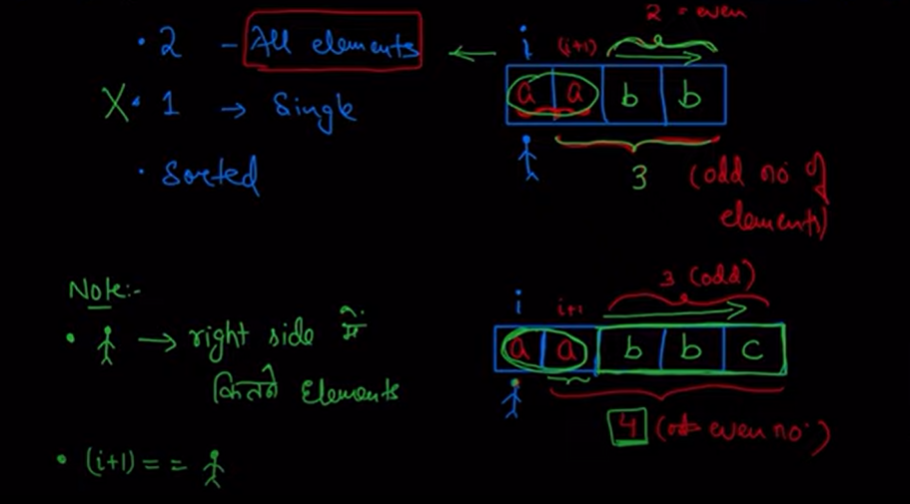 • 2 – All elements
X • 1 → Single
• Sorted
2 = even
i (i+1)
a a b b
3 (odd no of
elements)
Note:-
• → right side में
कितने Elements
• (i+1) ==
3 (odd)
i i+1
a a b b c
4 (even no.)